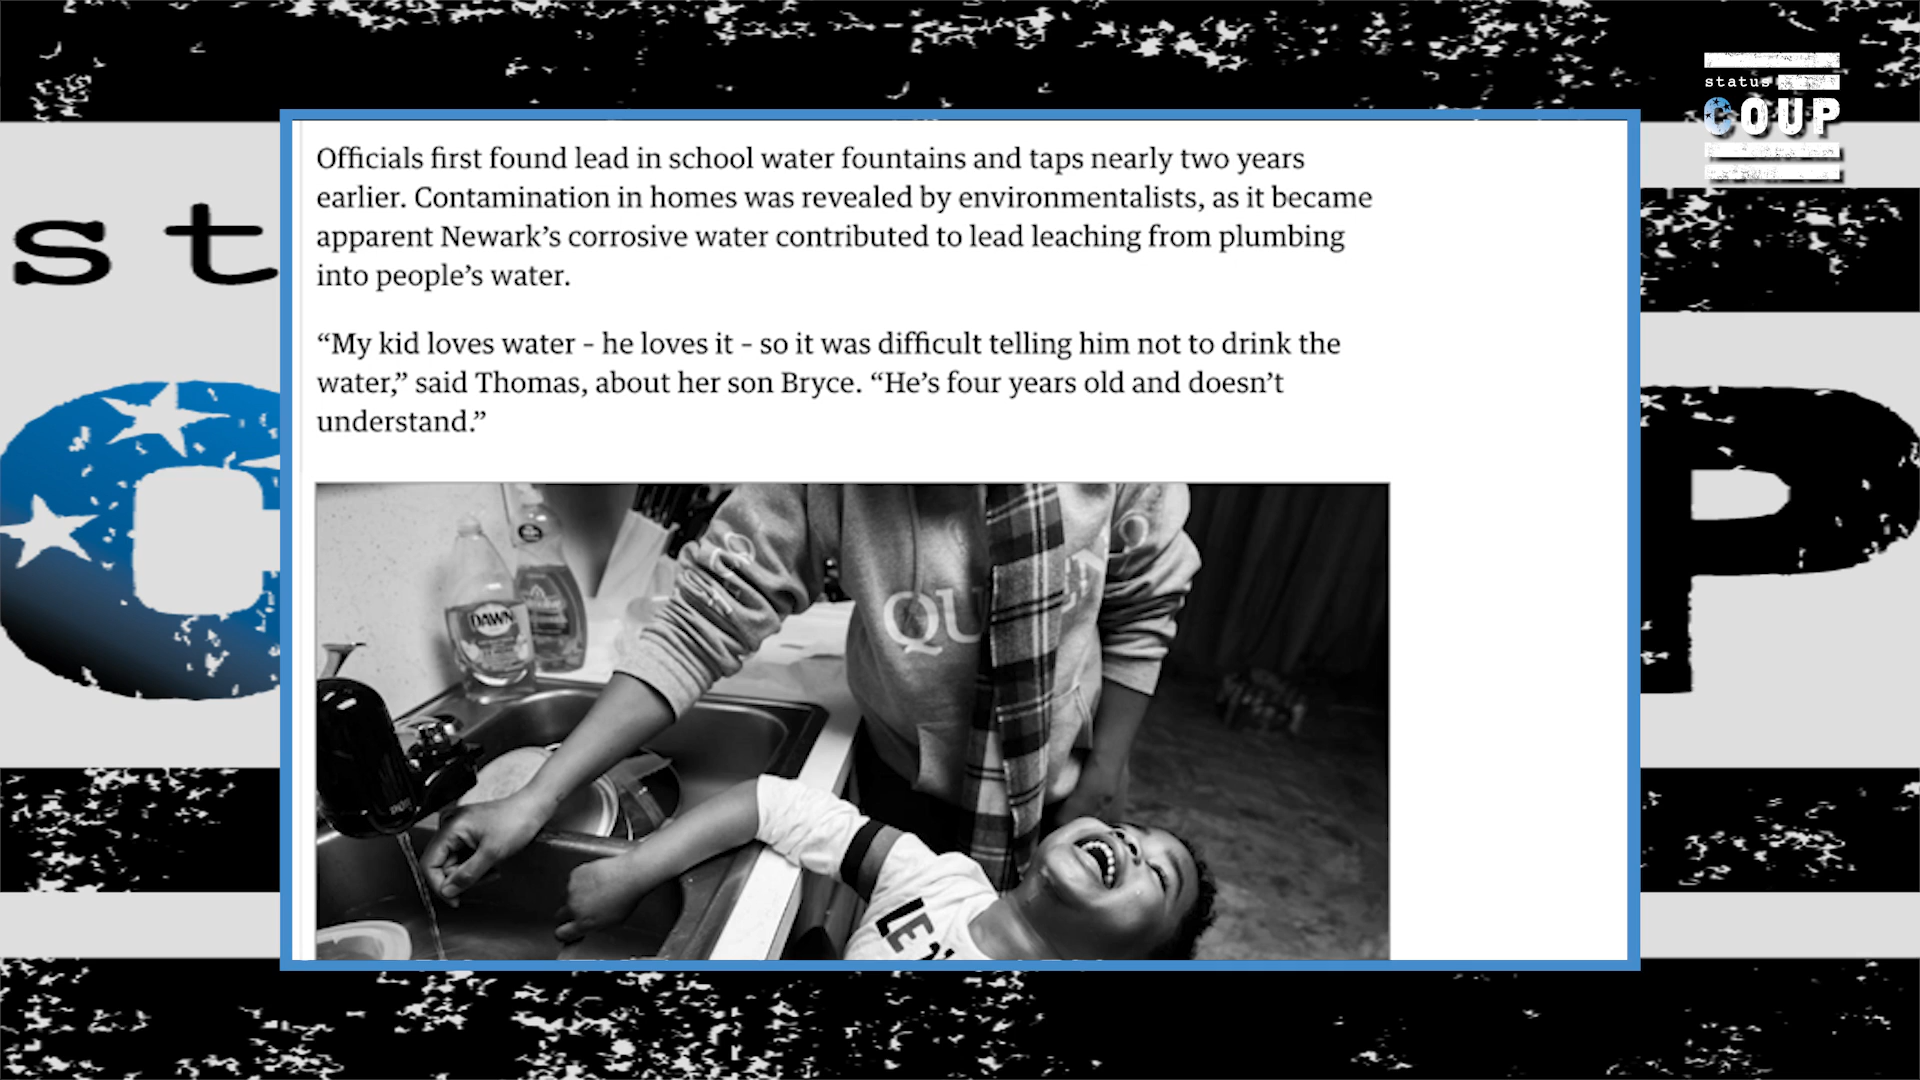 status
COUP
Officials first found lead in school water fountains and taps nearly two years
earlier. Contamination in homes was revealed by environmentalists, as it became
apparent Newark’s corrosive water contributed to lead leaching from plumbing
into people’s water.
“My kid loves water – he loves it – so it was difficult telling him not to drink the
water,” said Thomas, about her son Bryce. “He’s four years old and doesn’t
understand.”
st
C
P
DAWN
QU